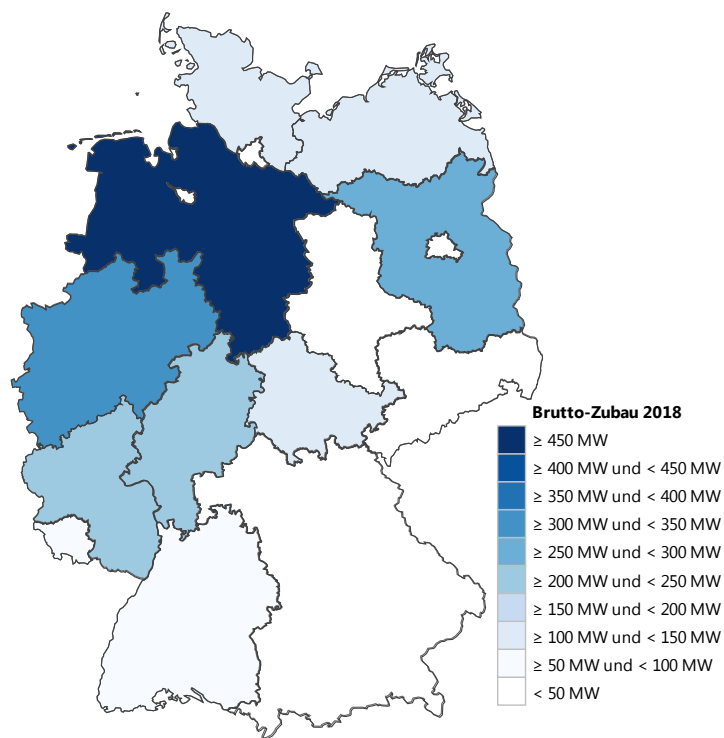 Brutto-Zubau 2018
≥ 450 MW
≥ 400 MW und < 450 MW
≥ 350 MW und < 400 MW
≥ 300 MW und < 350 MW
≥ 250 MW und < 300 MW
≥ 200 MW und < 250 MW
≥ 150 MW und < 200 MW
≥ 100 MW und < 150 MW
≥ 50 MW und < 100 MW
< 50 MW